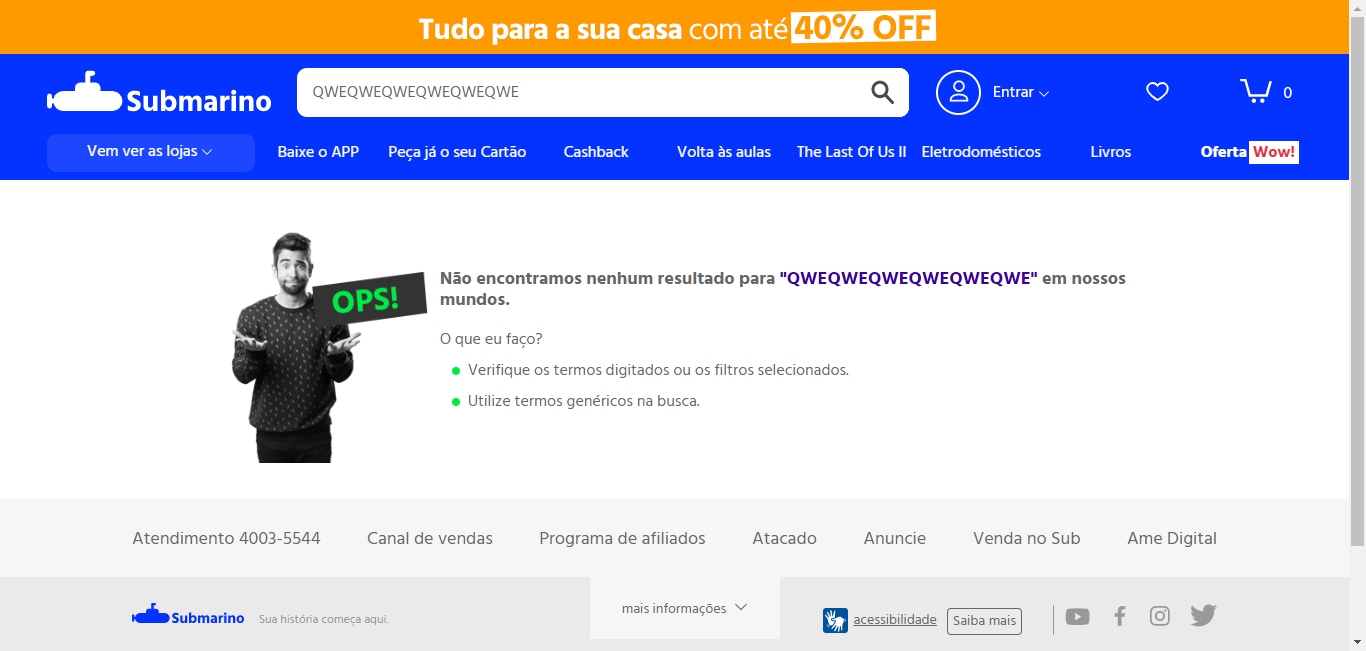 Tudo para a sua casa com até 40% OFF
Submarino
QWEQWEQWEQWEQWEQWE
Entrar
0
Vem ver as lojas
Baixe o APP
Peça já o seu Cartão
Cashback
Volta às aulas
The Last Of Us II
Eletrodomésticos
Livros
Oferta Wow!
OPS!
Não encontramos nenhum resultado para "QWEQWEQWEQWEQWEQWE" em nossos
mundos.
O que eu faço?
Verifique os termos digitados ou os filtros selecionados.
Utilize termos genéricos na busca.
Atendimento 4003-5544
Canal de vendas
Programa de afiliados
Atacado
Anuncie
Venda no Sub
Ame Digital
Submarino
Sua história começa aqui.
mais informações
acessibilidade
Saiba mais